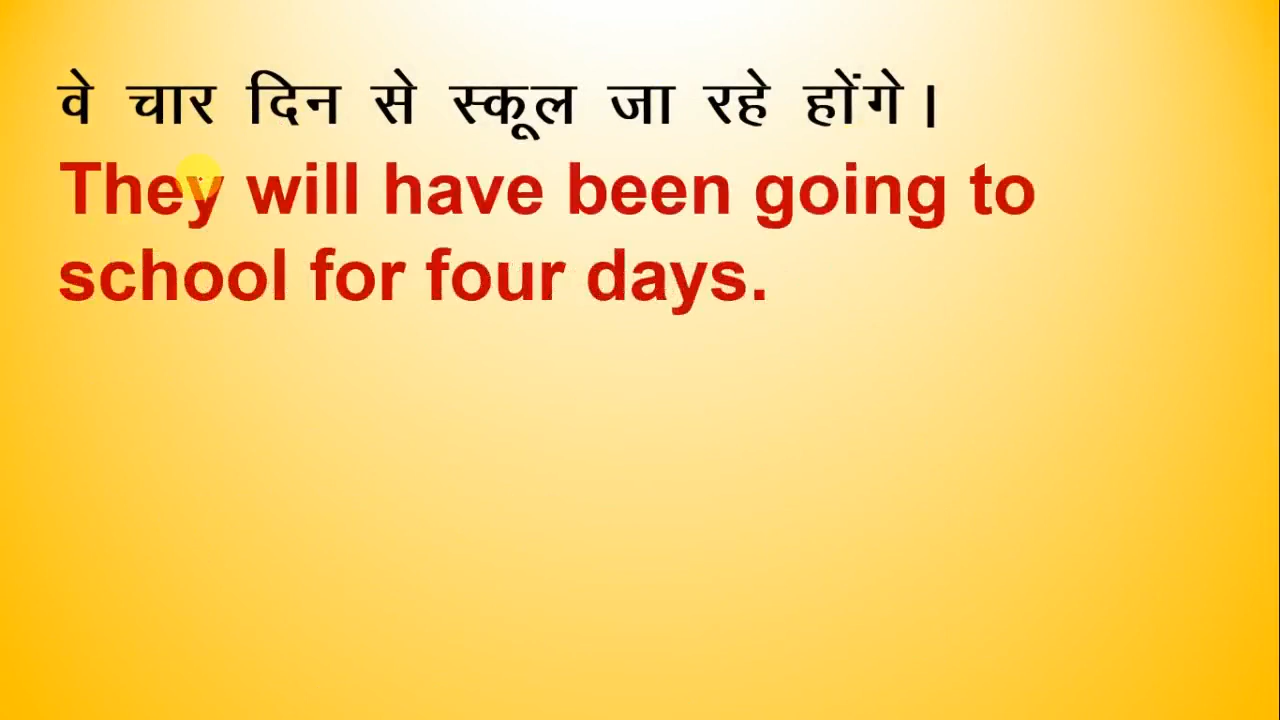 वे चार दिन से स्कूल जा रहे होंगे।
They will have been going to
school for four days.